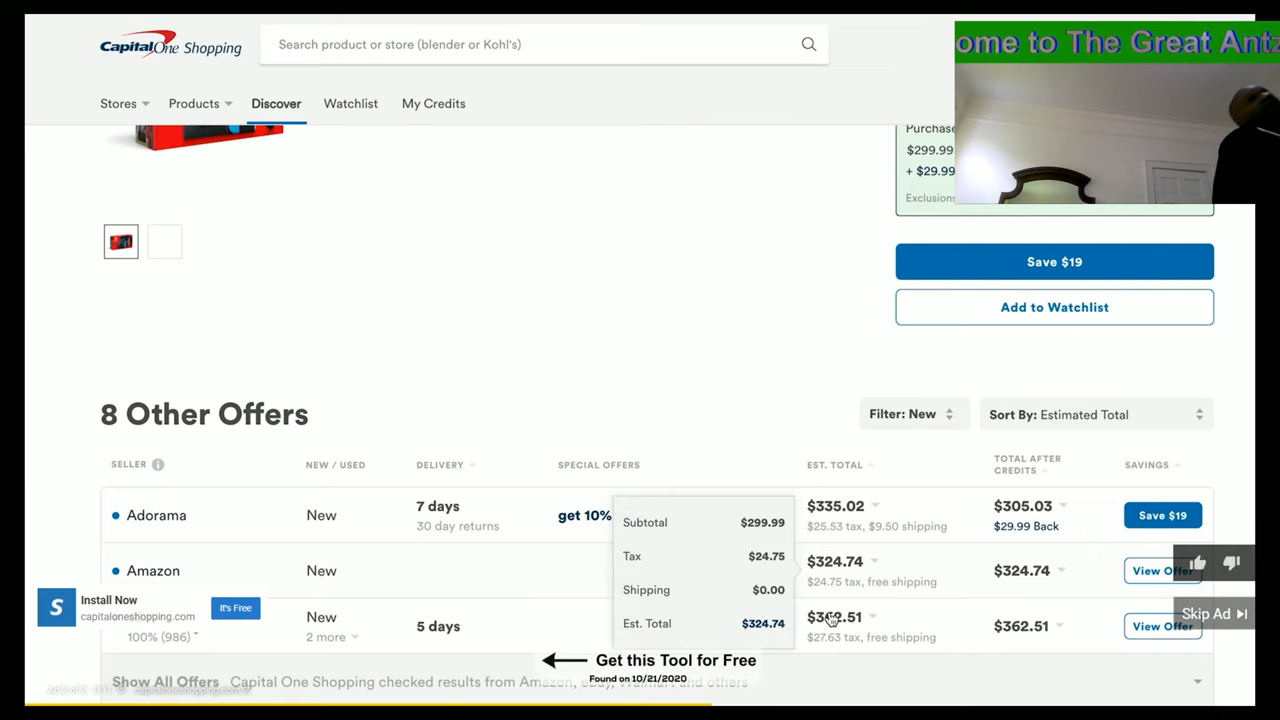 CapitalOne Shopping
Search product or store (blender or Kohl's)
ome to The Great Antz
Stores
Products
Discover
Watchlist
My Credits
Purchase
$299.99
+ $29.99
Exclusions
Save $19
Add to Watchlist
8 Other Offers
Filter: New
Sort By: Estimated Total
SELLER
NEW / USED
DELIVERY
SPECIAL OFFERS
EST. TOTAL
TOTAL AFTER
CREDITS
SAVINGS
Adorama
New
7 days
30 day returns
get 10%
$335.02
$25.53 tax, $9.50 shipping
$305.03
$29.99 Back
Save $19
Subtotal $299.99
Tax $24.75
Shipping $0.00
Est. Total $324.74
Amazon
New
$324.74
$24.75 tax, free shipping
$324.74
View Offer
S
Install Now
capitaloneshopping.com
It's Free
100% (986)
New
2 more
5 days
$362.51
$27.63 tax, free shipping
$362.51
View Offer
Skip Ad
Get this Tool for Free
Found on 10/21/2020
Show All Offers Capital One Shopping checked results from Amazon, eBay, Walmart and others